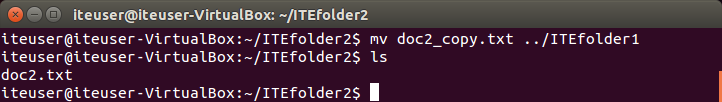 iteuser@iteuser-VirtualBox: ~/ITEfolder2
iteuser@iteuser-VirtualBox:~/ITEfolder2$ mv doc2_copy.txt ../ITEfolder1
iteuser@iteuser-VirtualBox:~/ITEfolder2$ ls
doc2.txt
iteuser@iteuser-VirtualBox:~/ITEfolder2$